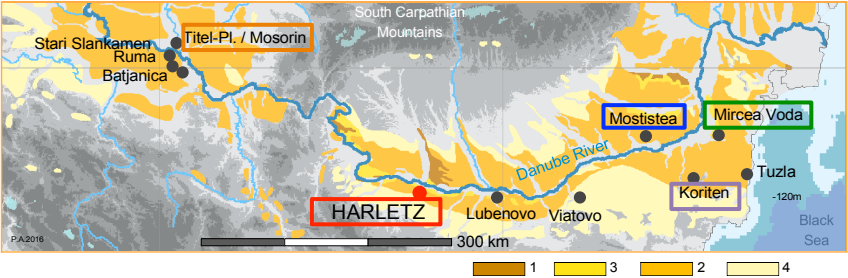 South Carpathian
Mountains
Titel-Pl. / Mosorin
Stari Slankamen
Ruma
Batjanica
Mostistea
Mircea Voda
Danube River
Tuzla
Koriten
-120m
HARLETZ
Lubenovo
Viatovo
Black
Sea
P.A.2016
300 km
1
3
2
4